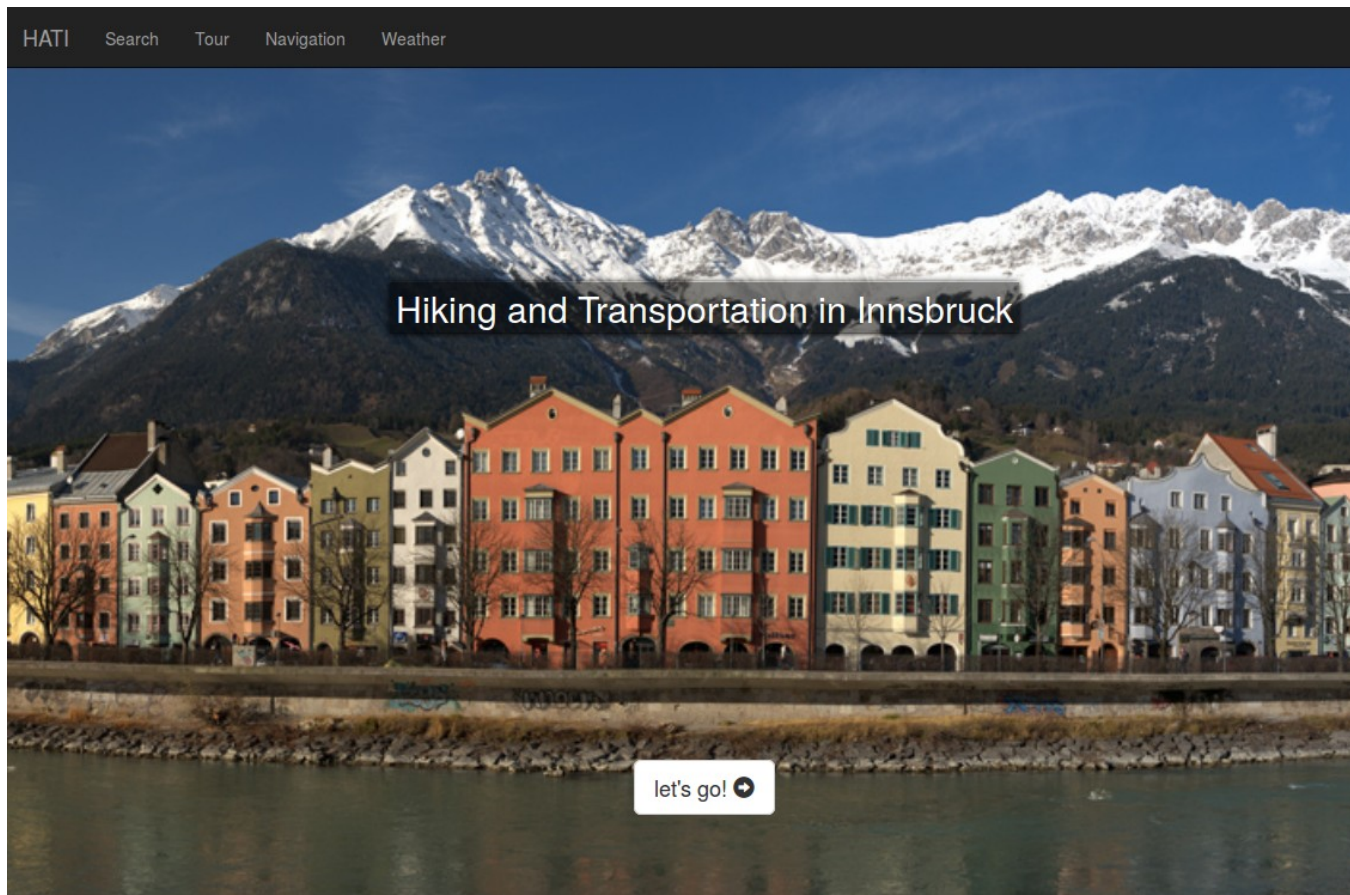 HATI Search Tour Navigation Weather
Hiking and Transportation in Innsbruck
let's go!